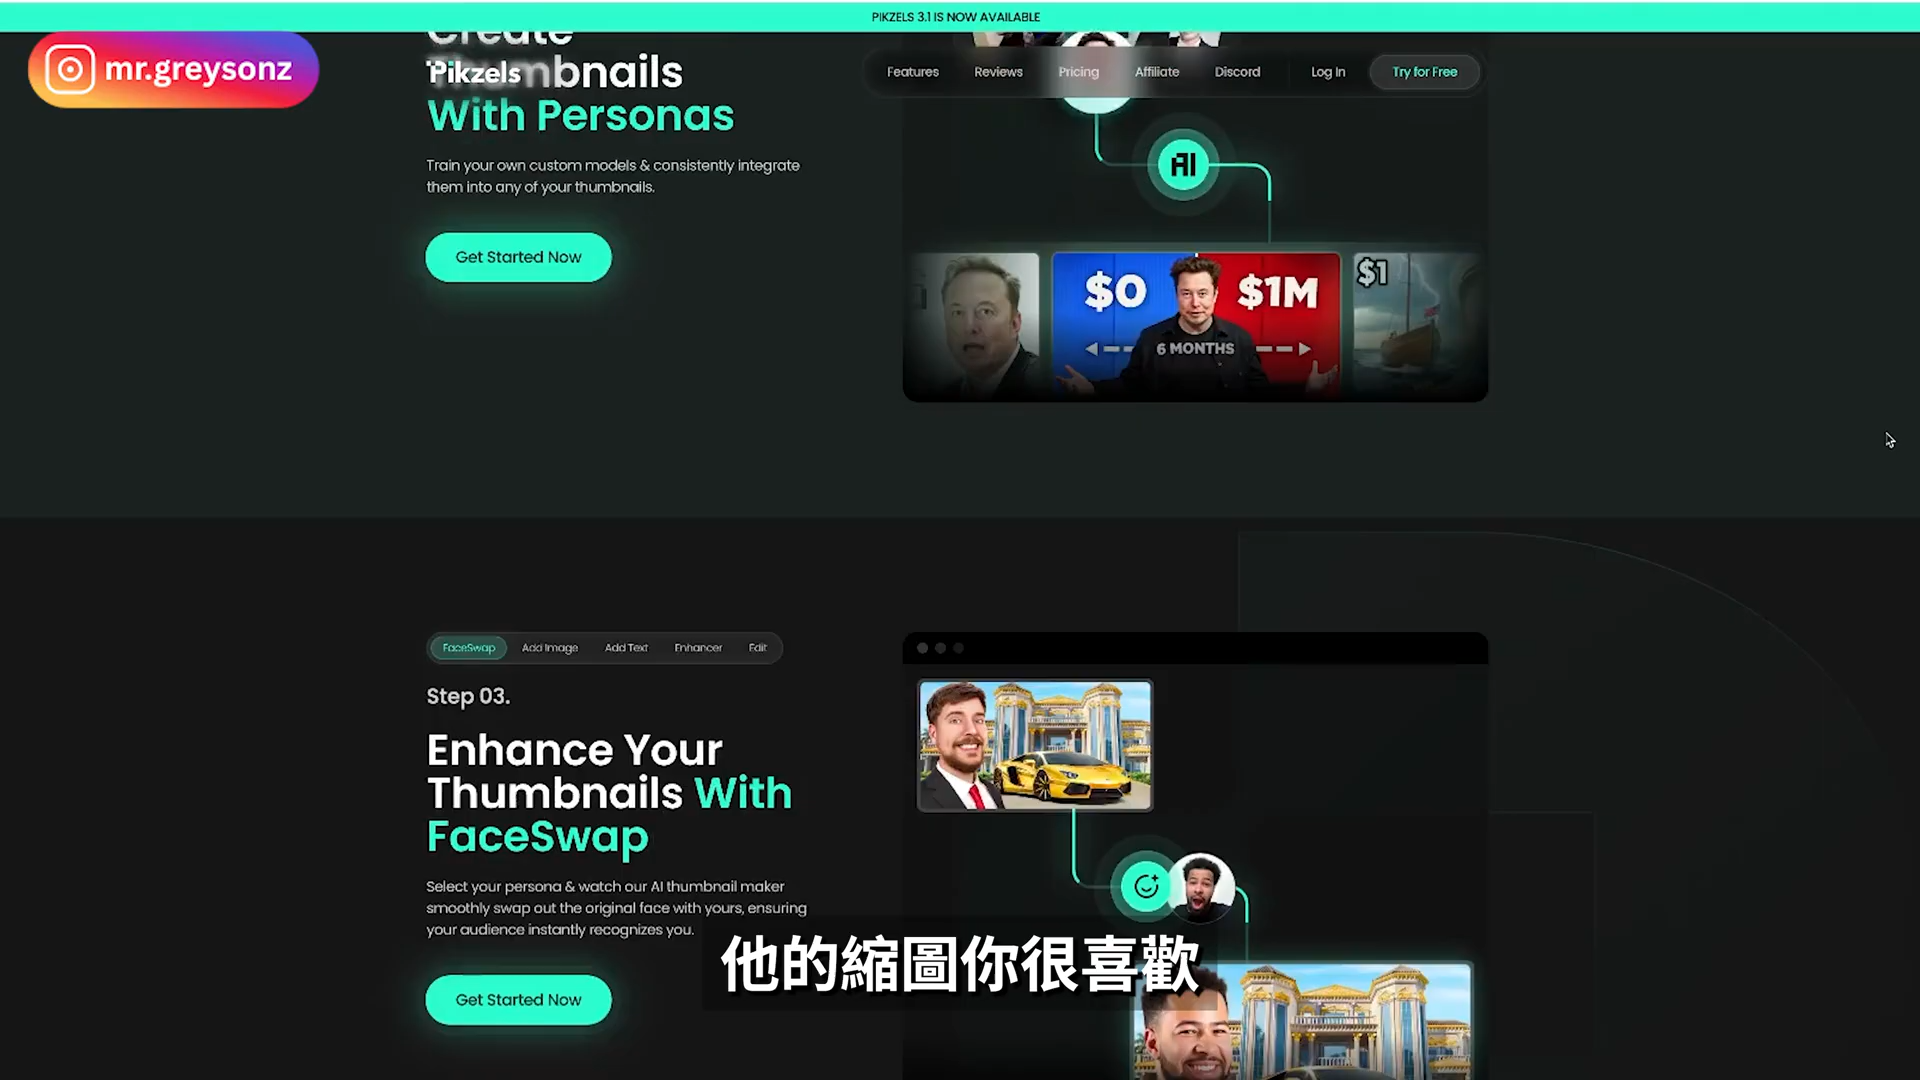 PIKZELS 3.1 IS NOW AVAILABLE
mr.greysonz
Pikzels
Features
Reviews
Pricing
Affiliate
Discord
Log In
Try for Free
Create
Thumbnails
With Personas
Train your own custom models & consistently integrate
them into any of your thumbnails.
Get Started Now
AI
$0
$1M
6 MONTHS
$1
FaceSwap
Add Image
Add Text
Enhancer
Edit
Step 03.
Enhance Your
Thumbnails With
FaceSwap
Select your persona & watch our AI thumbnail maker
smoothly swap out the original face with yours, ensuring
your audience instantly recognizes you.
Get Started Now
他的縮圖你很喜歡